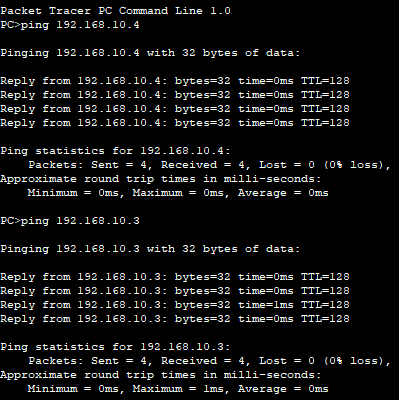 Packet Tracer PC Command Line 1.0
PC>ping 192.168.10.4
Pinging 192.168.10.4 with 32 bytes of data:
Reply from 192.168.10.4: bytes=32 time=0ms TTL=128
Reply from 192.168.10.4: bytes=32 time=0ms TTL=128
Reply from 192.168.10.4: bytes=32 time=0ms TTL=128
Reply from 192.168.10.4: bytes=32 time=0ms TTL=128
Ping statistics for 192.168.10.4:
Packets: Sent = 4, Received = 4, Lost = 0 (0% loss),
Approximate round trip times in milli-seconds:
Minimum = 0ms, Maximum = 0ms, Average = 0ms
PC>ping 192.168.10.3
Pinging 192.168.10.3 with 32 bytes of data:
Reply from 192.168.10.3: bytes=32 time=0ms TTL=128
Reply from 192.168.10.3: bytes=32 time=0ms TTL=128
Reply from 192.168.10.3: bytes=32 time=1ms TTL=128
Reply from 192.168.10.3: bytes=32 time=0ms TTL=128
Ping statistics for 192.168.10.3:
Packets: Sent = 4, Received = 4, Lost = 0 (0% loss),
Approximate round trip times in milli-seconds:
Minimum = 0ms, Maximum = 1ms, Average = 0ms